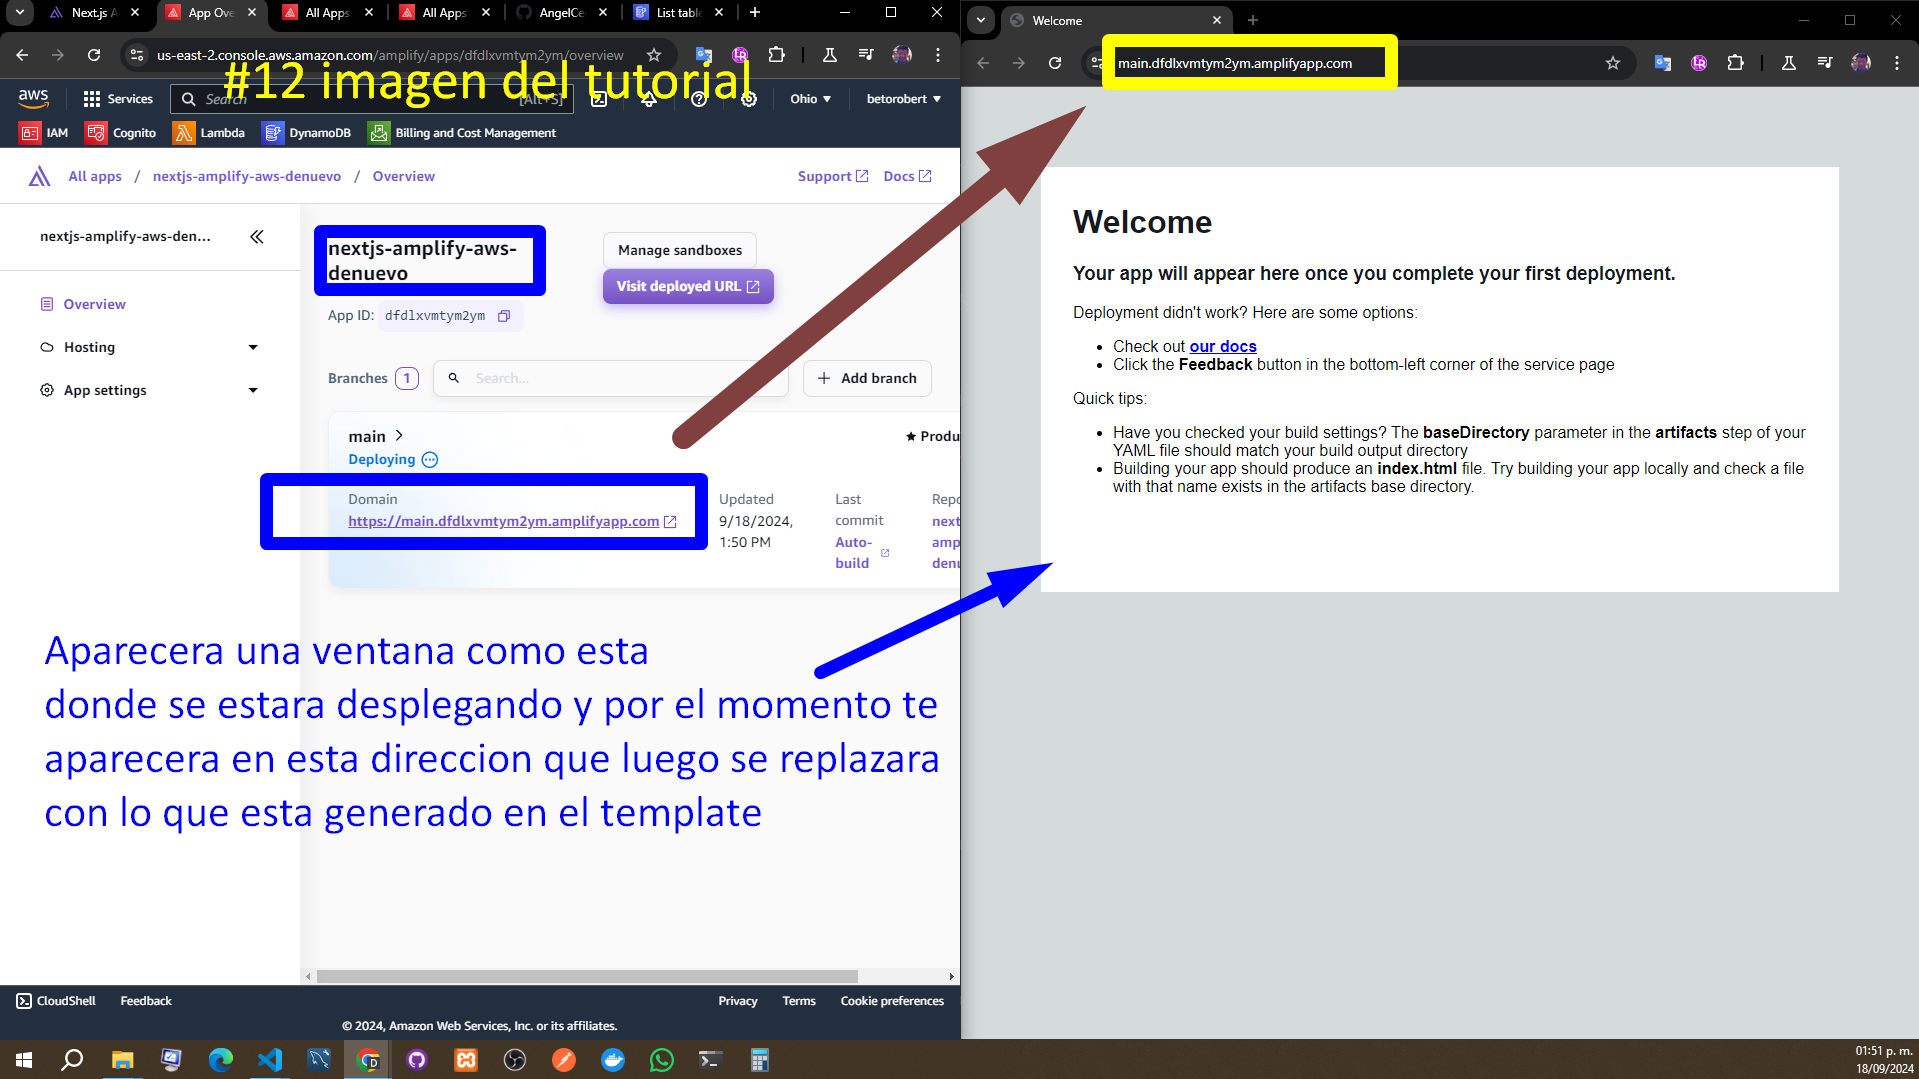 Next.js A
App Ove
All Apps
All Apps
AngelCe
List table
us-east-2.console.aws.amazon.com/amplify/apps/dfdlxvmtym2ym/overview
#12 imagen del tutorial
aws
Services
Search
[Alt+S]
Ohio
betorobert
IAM
Cognito
Lambda
DynamoDB
Billing and Cost Management
All apps / nextjs-amplify-aws-denuevo / Overview
Support
Docs
nextjs-amplify-aws-den...
Overview
Hosting
App settings
nextjs-amplify-aws-
denuevo
Manage sandboxes
Visit deployed URL
App ID: dfdlxvmtym2ym
Branches 1
Search...
Add branch
main
Produ
Deploying
Domain
https://main.dfdlxvmtym2ym.amplifyapp.com
Updated
9/18/2024,
1:50 PM
Last
commit
Auto-
build
Repo
next
amp
denu
Aparecera una ventana como esta
donde se estara desplegando y por el momento te
aparecera en esta direccion que luego se replazara
con lo que esta generado en el template
CloudShell
Feedback
Privacy
Terms
Cookie preferences
© 2024, Amazon Web Services, Inc. or its affiliates.
Welcome
main.dfdlxvmtym2ym.amplifyapp.com
Welcome
Your app will appear here once you complete your first deployment.
Deployment didn't work? Here are some options:
Check out our docs
Click the Feedback button in the bottom-left corner of the service page
Quick tips:
Have you checked your build settings? The baseDirectory parameter in the artifacts step of your
YAML file should match your build output directory
Building your app should produce an index.html file. Try building your app locally and check a file
with that name exists in the artifacts base directory.
01:51 p. m.
18/09/2024